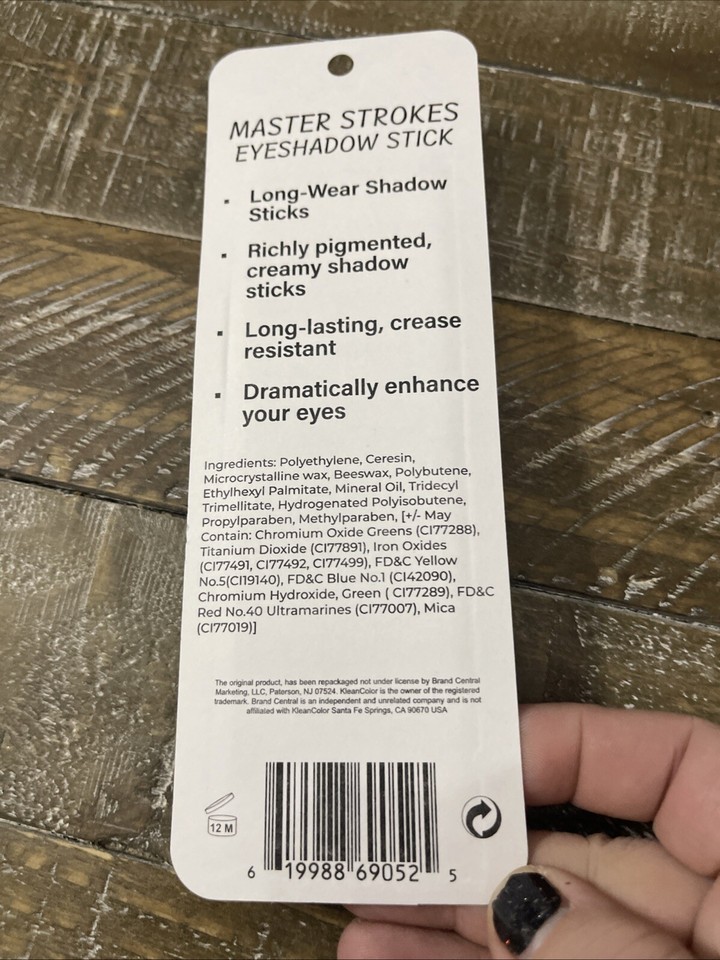 MASTER STROKES
EYESHADOW STICK
▪ Long-Wear Shadow
Sticks
▪ Richly pigmented,
creamy shadow
sticks
▪ Long-lasting, crease
resistant
▪ Dramatically enhance
your eyes
Ingredients: Polyethylene, Ceresin,
Microcrystalline wax, Beeswax, Polybutene,
Ethylhexyl Palmitate, Mineral Oil, Tridecyl
Trimellitate, Hydrogenated Polyisobutene,
Propylparaben, Methylparaben, [+/- May
Contain: Chromium Oxide Greens (CI77288),
Titanium Dioxide (CI77891), Iron Oxides
(CI77491, CI77492, CI77499), FD&C Yellow
No.5(CI19140), FD&C Blue No.1 (CI42090),
Chromium Hydroxide, Green ( CI77289), FD&C
Red No.40 Ultramarines (CI77007), Mica
(CI77019)]
The original product, has been repackaged not under license by Brand Central
Marketing, LLC, Paterson, NJ 07524. KleanColor is the owner of the registered
trademark. Brand Central is an independent and unrelated company and is not
affiliated with KleanColor Santa Fe Springs, CA 90670 USA
12 M
6 19988 69052 5